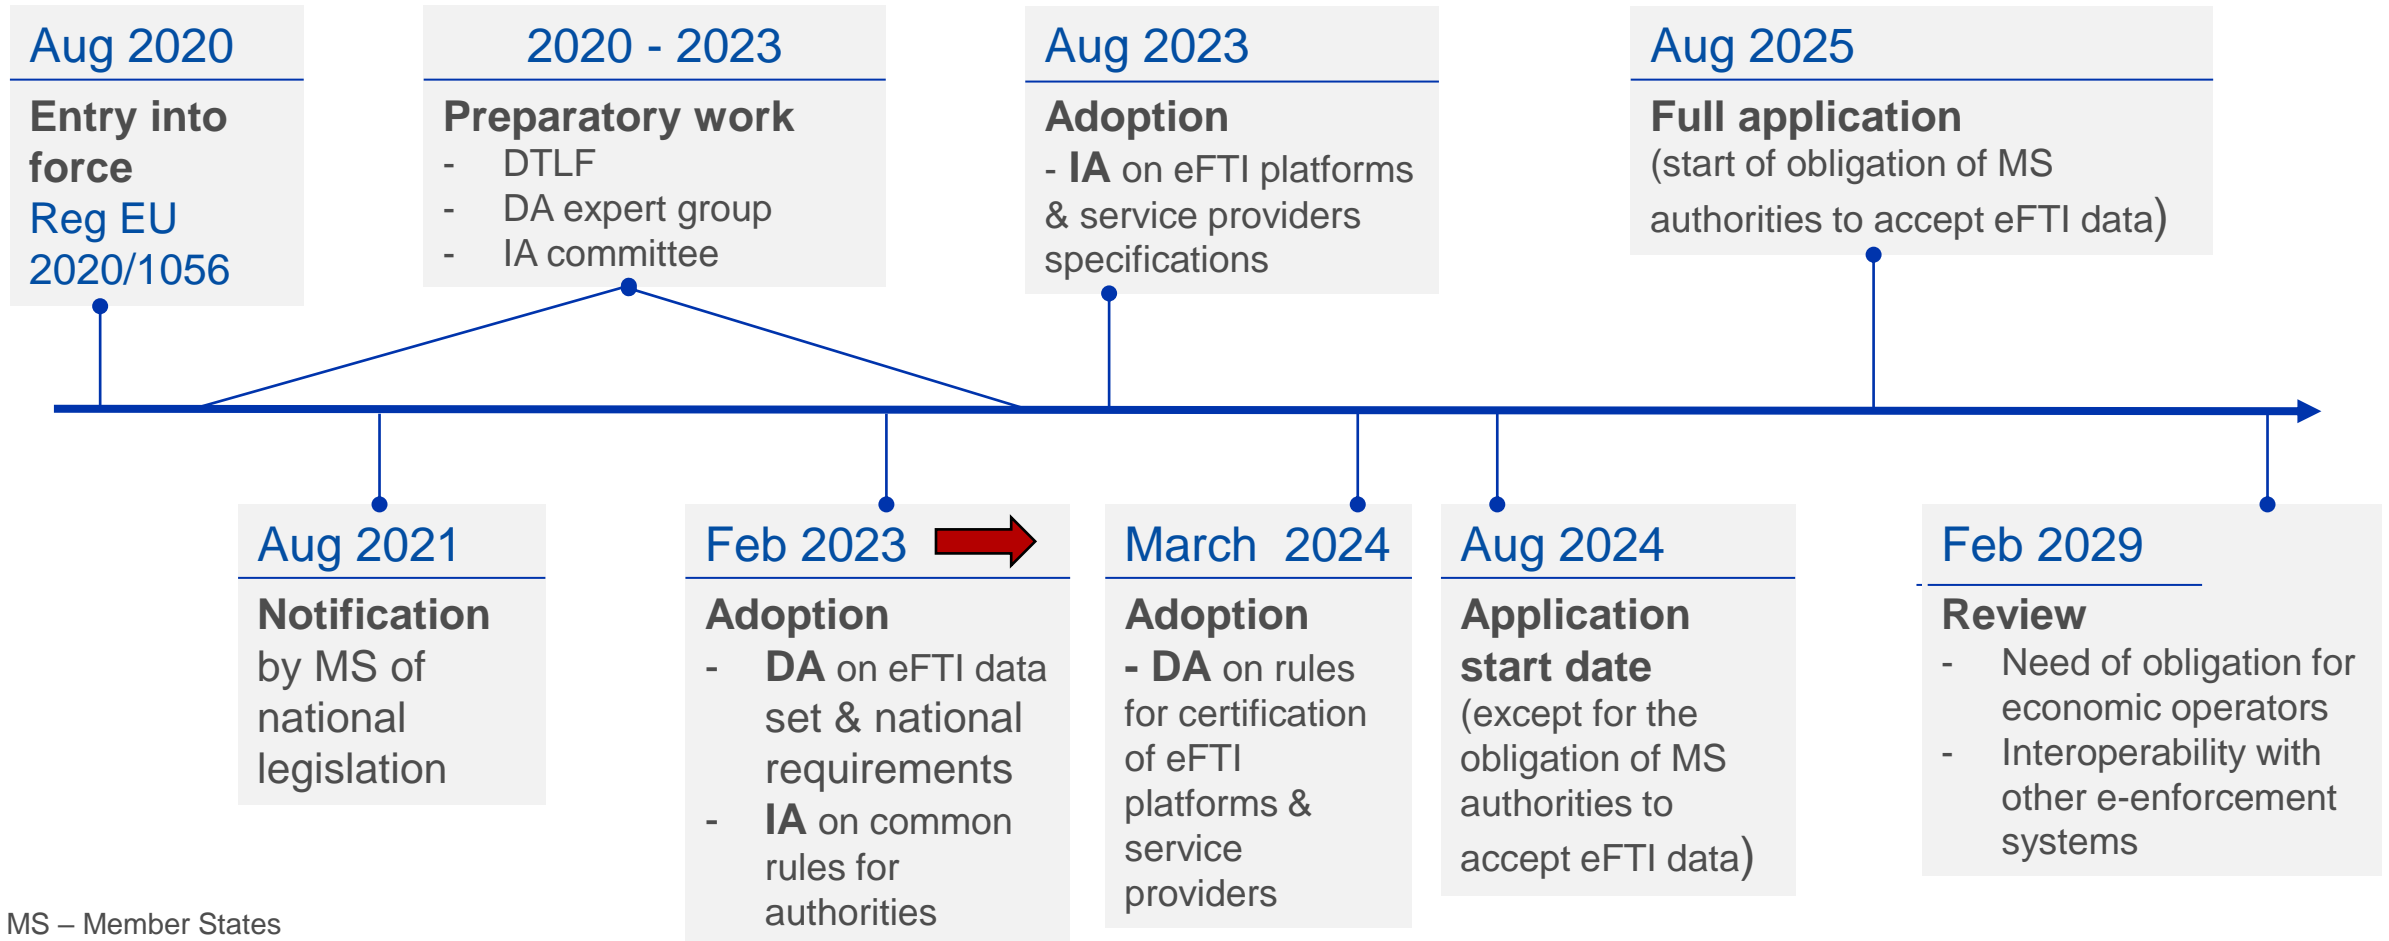 Aug 2020
Entry into
force
Reg EU
2020/1056
2020 - 2023
Preparatory work
- DTLF
- DA expert group
- IA committee
Aug 2023
Adoption
- IA on eFTI platforms
& service providers
specifications
Aug 2025
Full application
(start of obligation of MS
authorities to accept eFTI data)
Aug 2021
Notification
by MS of
national
legislation
Feb 2023
Adoption
- DA on eFTI data
set & national
requirements
- IA on common
rules for
authorities
March 2024
Adoption
- DA on rules
for certification
of eFTI
platforms &
service
providers
Aug 2024
Application
start date
(except for the
obligation of MS
authorities to
accept eFTI data)
Feb 2029
Review
- Need of obligation for
economic operators
- Interoperability with
other e-enforcement
systems
MS – Member States